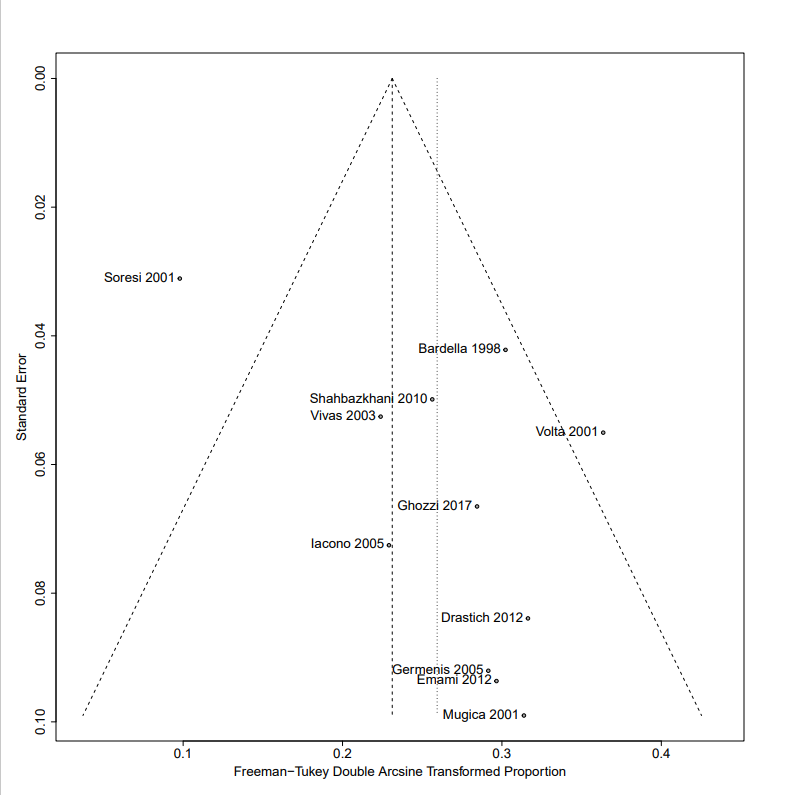 0.00
0.02
0.04
0.06
0.08
0.10
Standard Error
Soresi 2001
Bardella 1998
Shahbazkhani 2010
Vivas 2003
Volta 2001
Ghozzi 2017
Iacono 2005
Drastich 2012
Germenis 2005
Emami 2012
Mugica 2001
0.1
0.2
0.3
0.4
Freeman−Tukey Double Arcsine Transformed Proportion